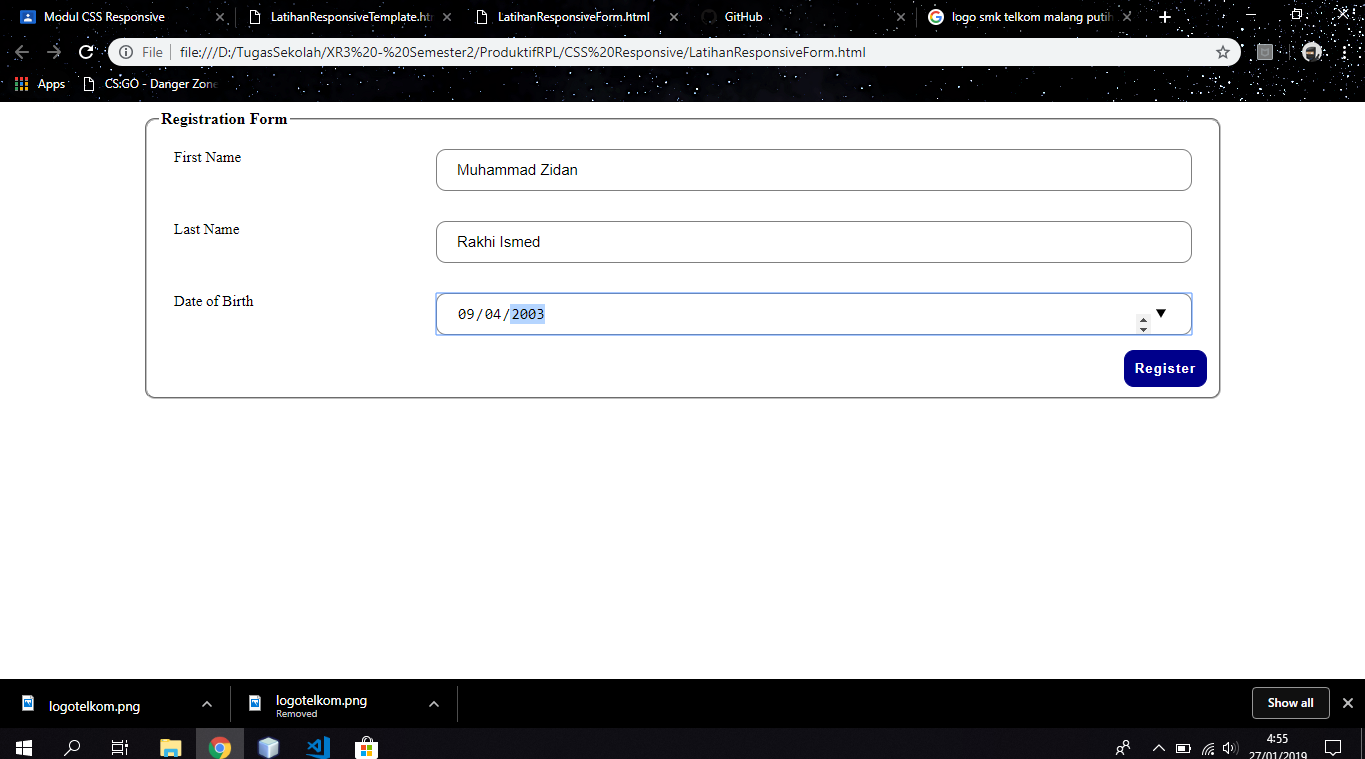 Modul CSS Responsive
LatihanResponsiveTemplate.ht
LatihanResponsiveForm.html
GitHub
logo smk telkom malang putih
File
file:///D:/TugasSekolah/XR3%20-%20Semester2/ProduktifRPL/CSS%20Responsive/LatihanResponsiveForm.html
Apps
CS:GO - Danger Zone
Registration Form
First Name
Muhammad Zidan
Last Name
Rakhi Ismed
Date of Birth
09/04/2003
Register
logotelkom.png
logotelkom.png
Removed
Show all
4:55
27/01/2019